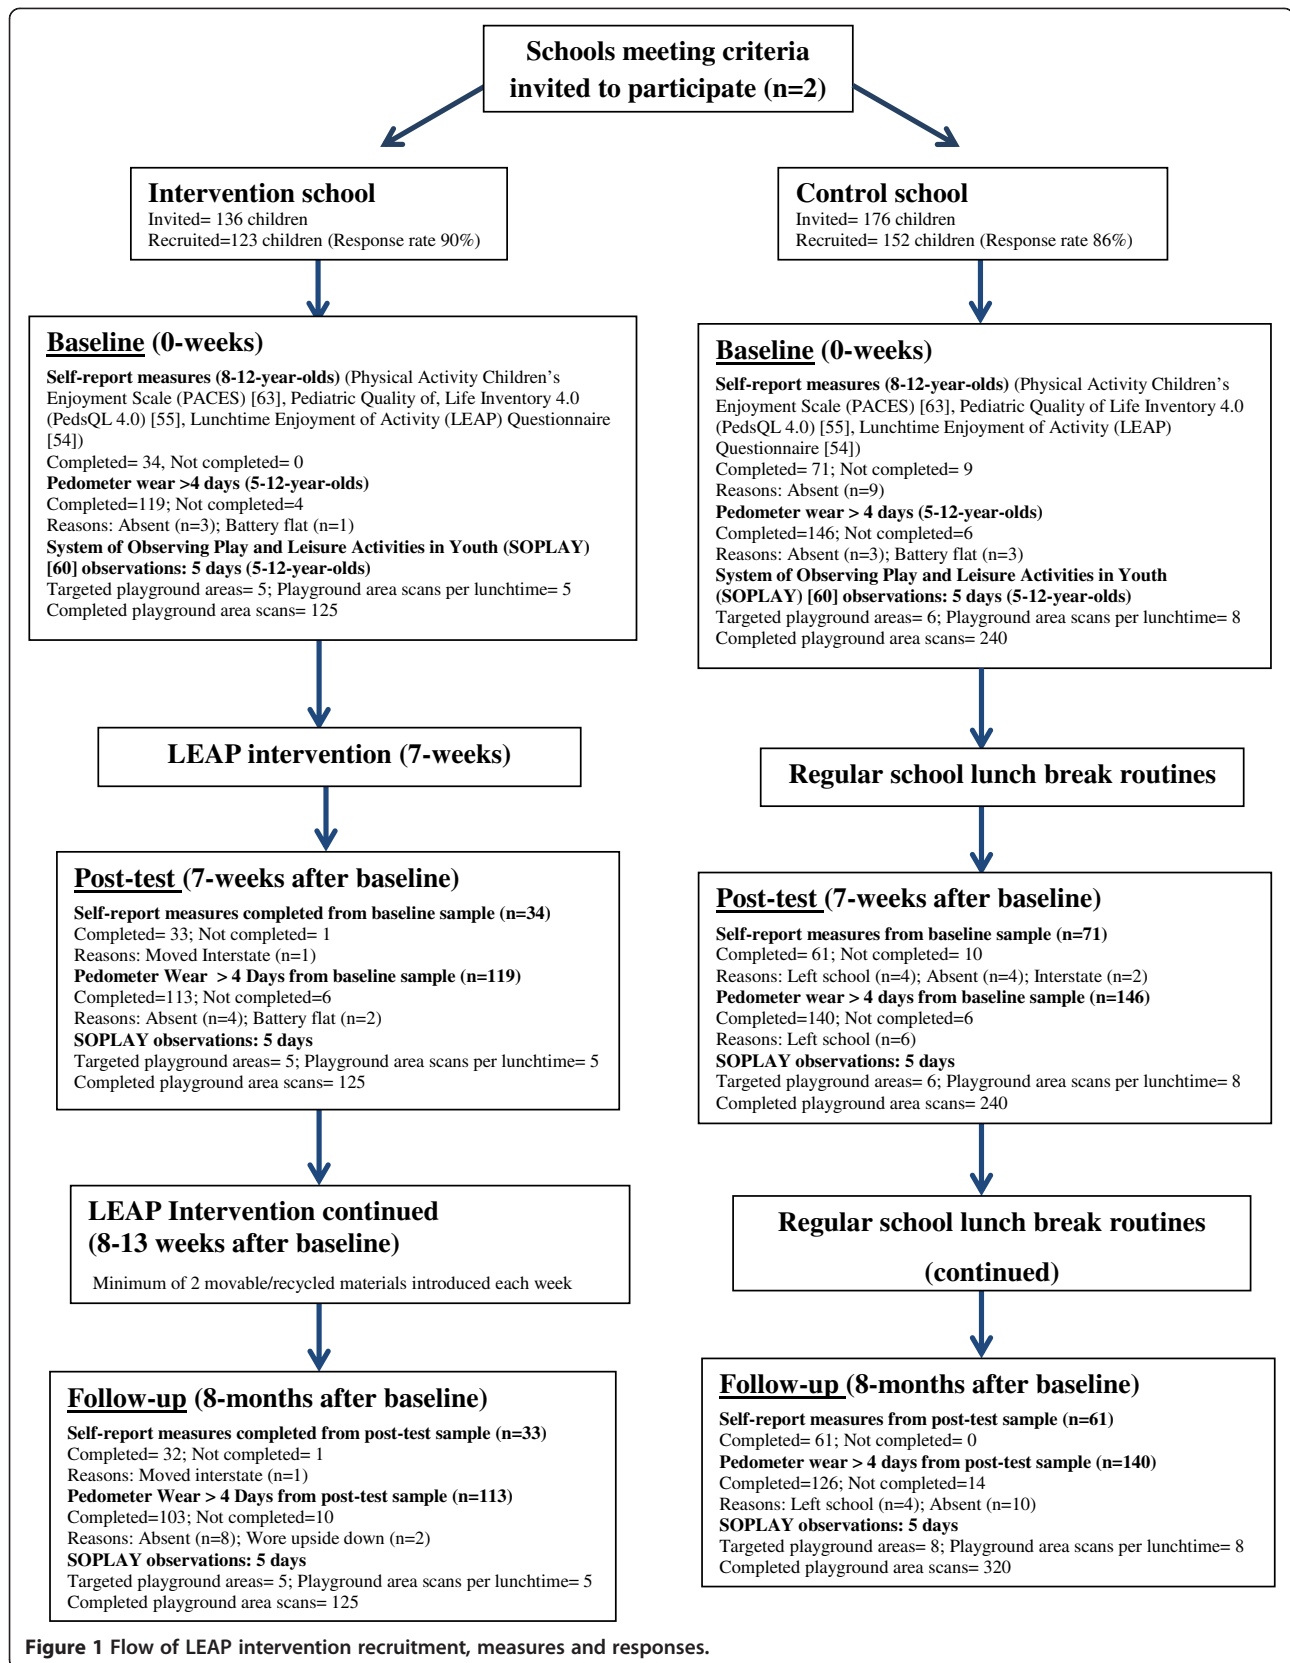 Schools meeting criteria
invited to participate (n=2)
Intervention school
Invited= 136 children
Recruited=123 children (Response rate 90%)
Control school
Invited= 176 children
Recruited= 152 children (Response rate 86%)
Baseline (0-weeks)
Self-report measures (8-12-year-olds) (Physical Activity Children's
Enjoyment Scale (PACES) [63], Pediatric Quality of, Life Inventory 4.0
(PedsQL 4.0) [55], Lunchtime Enjoyment of Activity (LEAP) Questionnaire
[54])
Completed= 34, Not completed= 0
Pedometer wear >4 days (5-12-year-olds)
Completed=119; Not completed=4
Reasons: Absent (n=3); Battery flat (n=1)
System of Observing Play and Leisure Activities in Youth (SOPLAY)
[60] observations: 5 days (5-12-year-olds)
Targeted playground areas= 5; Playground area scans per lunchtime= 5
Completed playground area scans= 125
Baseline (0-weeks)
Self-report measures (8-12-year-olds) (Physical Activity Children's
Enjoyment Scale (PACES) [63], Pediatric Quality of Life Inventory 4.0
(PedsQL 4.0) [55], Lunchtime Enjoyment of Activity (LEAP)
Questionnaire [54])
Completed= 71; Not completed= 9
Reasons: Absent (n=9)
Pedometer wear > 4 days (5-12-year-olds)
Completed=146; Not completed=6
Reasons: Absent (n=3); Battery flat (n=3)
System of Observing Play and Leisure Activities in Youth
(SOPLAY) [60] observations: 5 days (5-12-year-olds)
Targeted playground areas= 6; Playground area scans per lunchtime= 8
Completed playground area scans= 240
LEAP intervention (7-weeks)
Regular school lunch break routines
Post-test (7-weeks after baseline)
Self-report measures completed from baseline sample (n=34)
Completed= 33; Not completed= 1
Reasons: Moved Interstate (n=1)
Pedometer Wear > 4 Days from baseline sample (n=119)
Completed=113; Not completed=6
Reasons: Absent (n=4); Battery flat (n=2)
SOPLAY observations: 5 days
Targeted playground areas= 5; Playground area scans per lunchtime= 5
Completed playground area scans= 125
Post-test (7-weeks after baseline)
Self-report measures from baseline sample (n=71)
Completed= 61; Not completed= 10
Reasons: Left school (n=4); Absent (n=4); Interstate (n=2)
Pedometer wear > 4 days from baseline sample (n=146)
Completed=140; Not completed=6
Reasons: Left school (n=6)
SOPLAY observations: 5 days
Targeted playground areas= 6; Playground area scans per lunchtime= 8
Completed playground area scans= 240
LEAP Intervention continued
(8-13 weeks after baseline)
Minimum of 2 movable/recycled materials introduced each week
Regular school lunch break routines
(continued)
Follow-up (8-months after baseline)
Self-report measures completed from post-test sample (n=33)
Completed= 32; Not completed= 1
Reasons: Moved interstate (n=1)
Pedometer Wear > 4 Days from post-test sample (n=113)
Completed=103; Not completed=10
Reasons: Absent (n=8); Wore upside down (n=2)
SOPLAY observations: 5 days
Targeted playground areas= 5; Playground area scans per lunchtime= 5
Completed playground area scans= 125
Follow-up (8-months after baseline)
Self-report measures from post-test sample (n=61)
Completed= 61; Not completed= 0
Pedometer wear > 4 days from post-test sample (n=140)
Completed=126; Not completed=14
Reasons: Left school (n=4); Absent (n=10)
SOPLAY observations: 5 days
Targeted playground areas= 8; Playground area scans per lunchtime= 8
Completed playground area scans= 320
Figure 1 Flow of LEAP intervention recruitment, measures and responses.